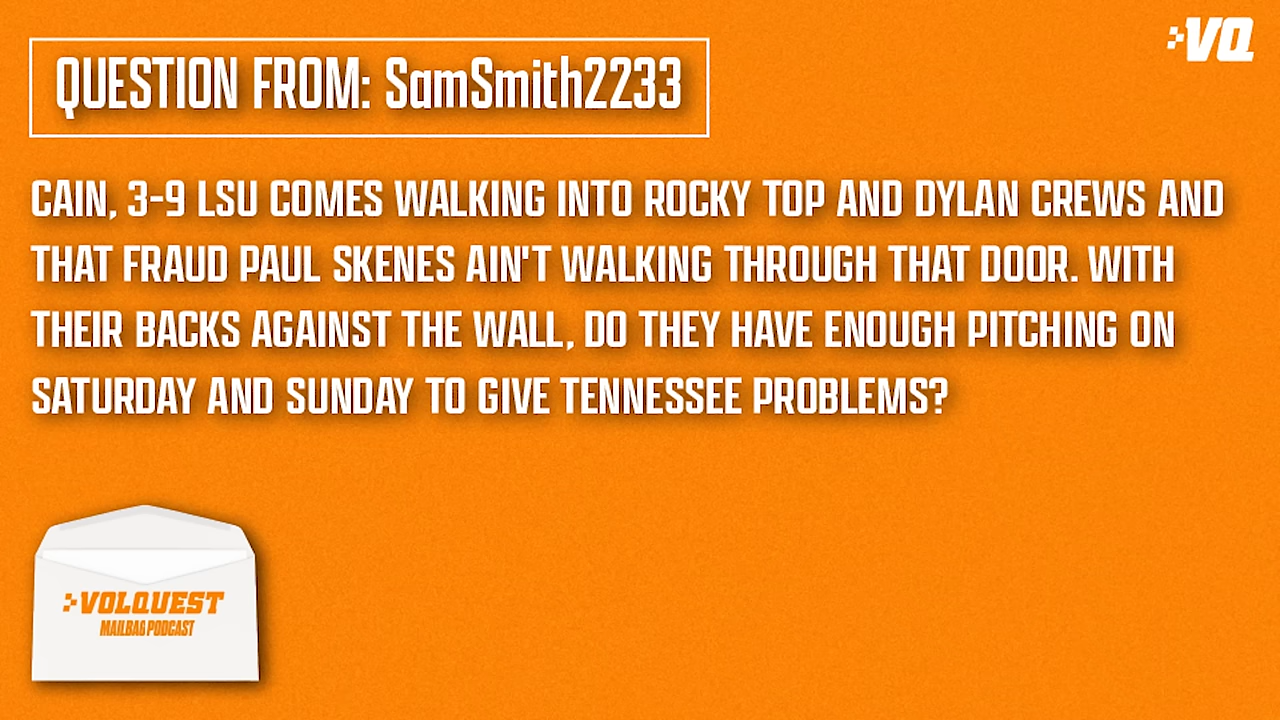 VQ
QUESTION FROM: SamSmith2233
CAIN, 3-9 LSU COMES WALKING INTO ROCKY TOP AND DYLAN CREWS AND
THAT FRAUD PAUL SKENES AIN'T WALKING THROUGH THAT DOOR. WITH
THEIR BACKS AGAINST THE WALL, DO THEY HAVE ENOUGH PITCHING ON
SATURDAY AND SUNDAY TO GIVE TENNESSEE PROBLEMS?
VOLQUEST
MAILBAG PODCAST